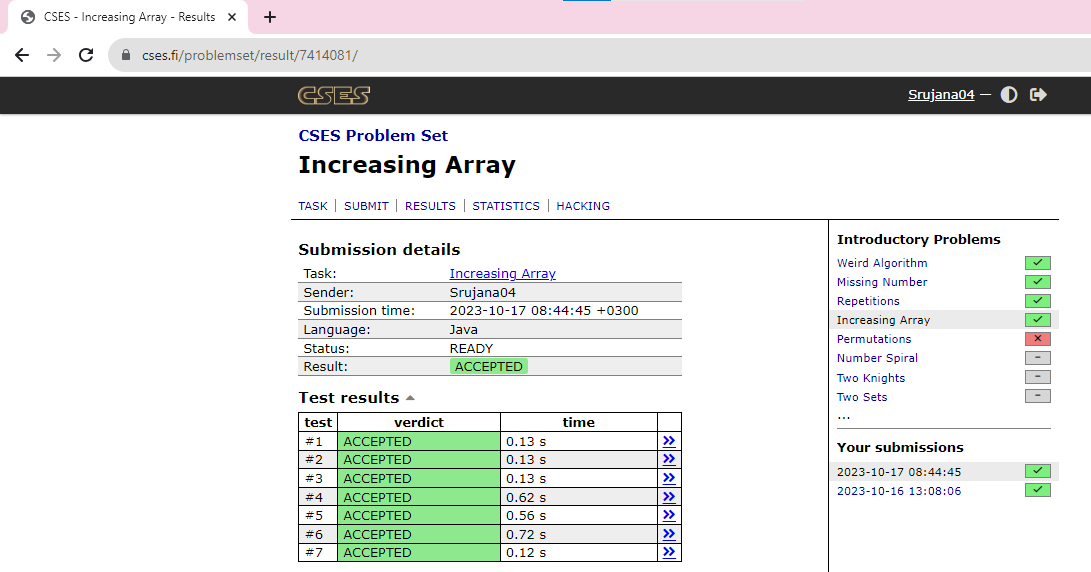 CSES - Increasing Array - Results
cses.fi/problemset/result/7414081/
CSES
Srujana04 —
CSES Problem Set
Increasing Array
TASK | SUBMIT | RESULTS | STATISTICS | HACKING
Submission details
Task: Increasing Array
Sender: Srujana04
Submission time: 2023-10-17 08:44:45 +0300
Language: Java
Status: READY
Result: ACCEPTED
Test results
test verdict time
#1 ACCEPTED 0.13 s »
#2 ACCEPTED 0.13 s »
#3 ACCEPTED 0.13 s »
#4 ACCEPTED 0.62 s »
#5 ACCEPTED 0.56 s »
#6 ACCEPTED 0.72 s »
#7 ACCEPTED 0.12 s »
Introductory Problems
Weird Algorithm ✓
Missing Number ✓
Repetitions ✓
Increasing Array ✓
Permutations ✕
Number Spiral –
Two Knights –
Two Sets –
...
Your submissions
2023-10-17 08:44:45 ✓
2023-10-16 13:08:06 ✓